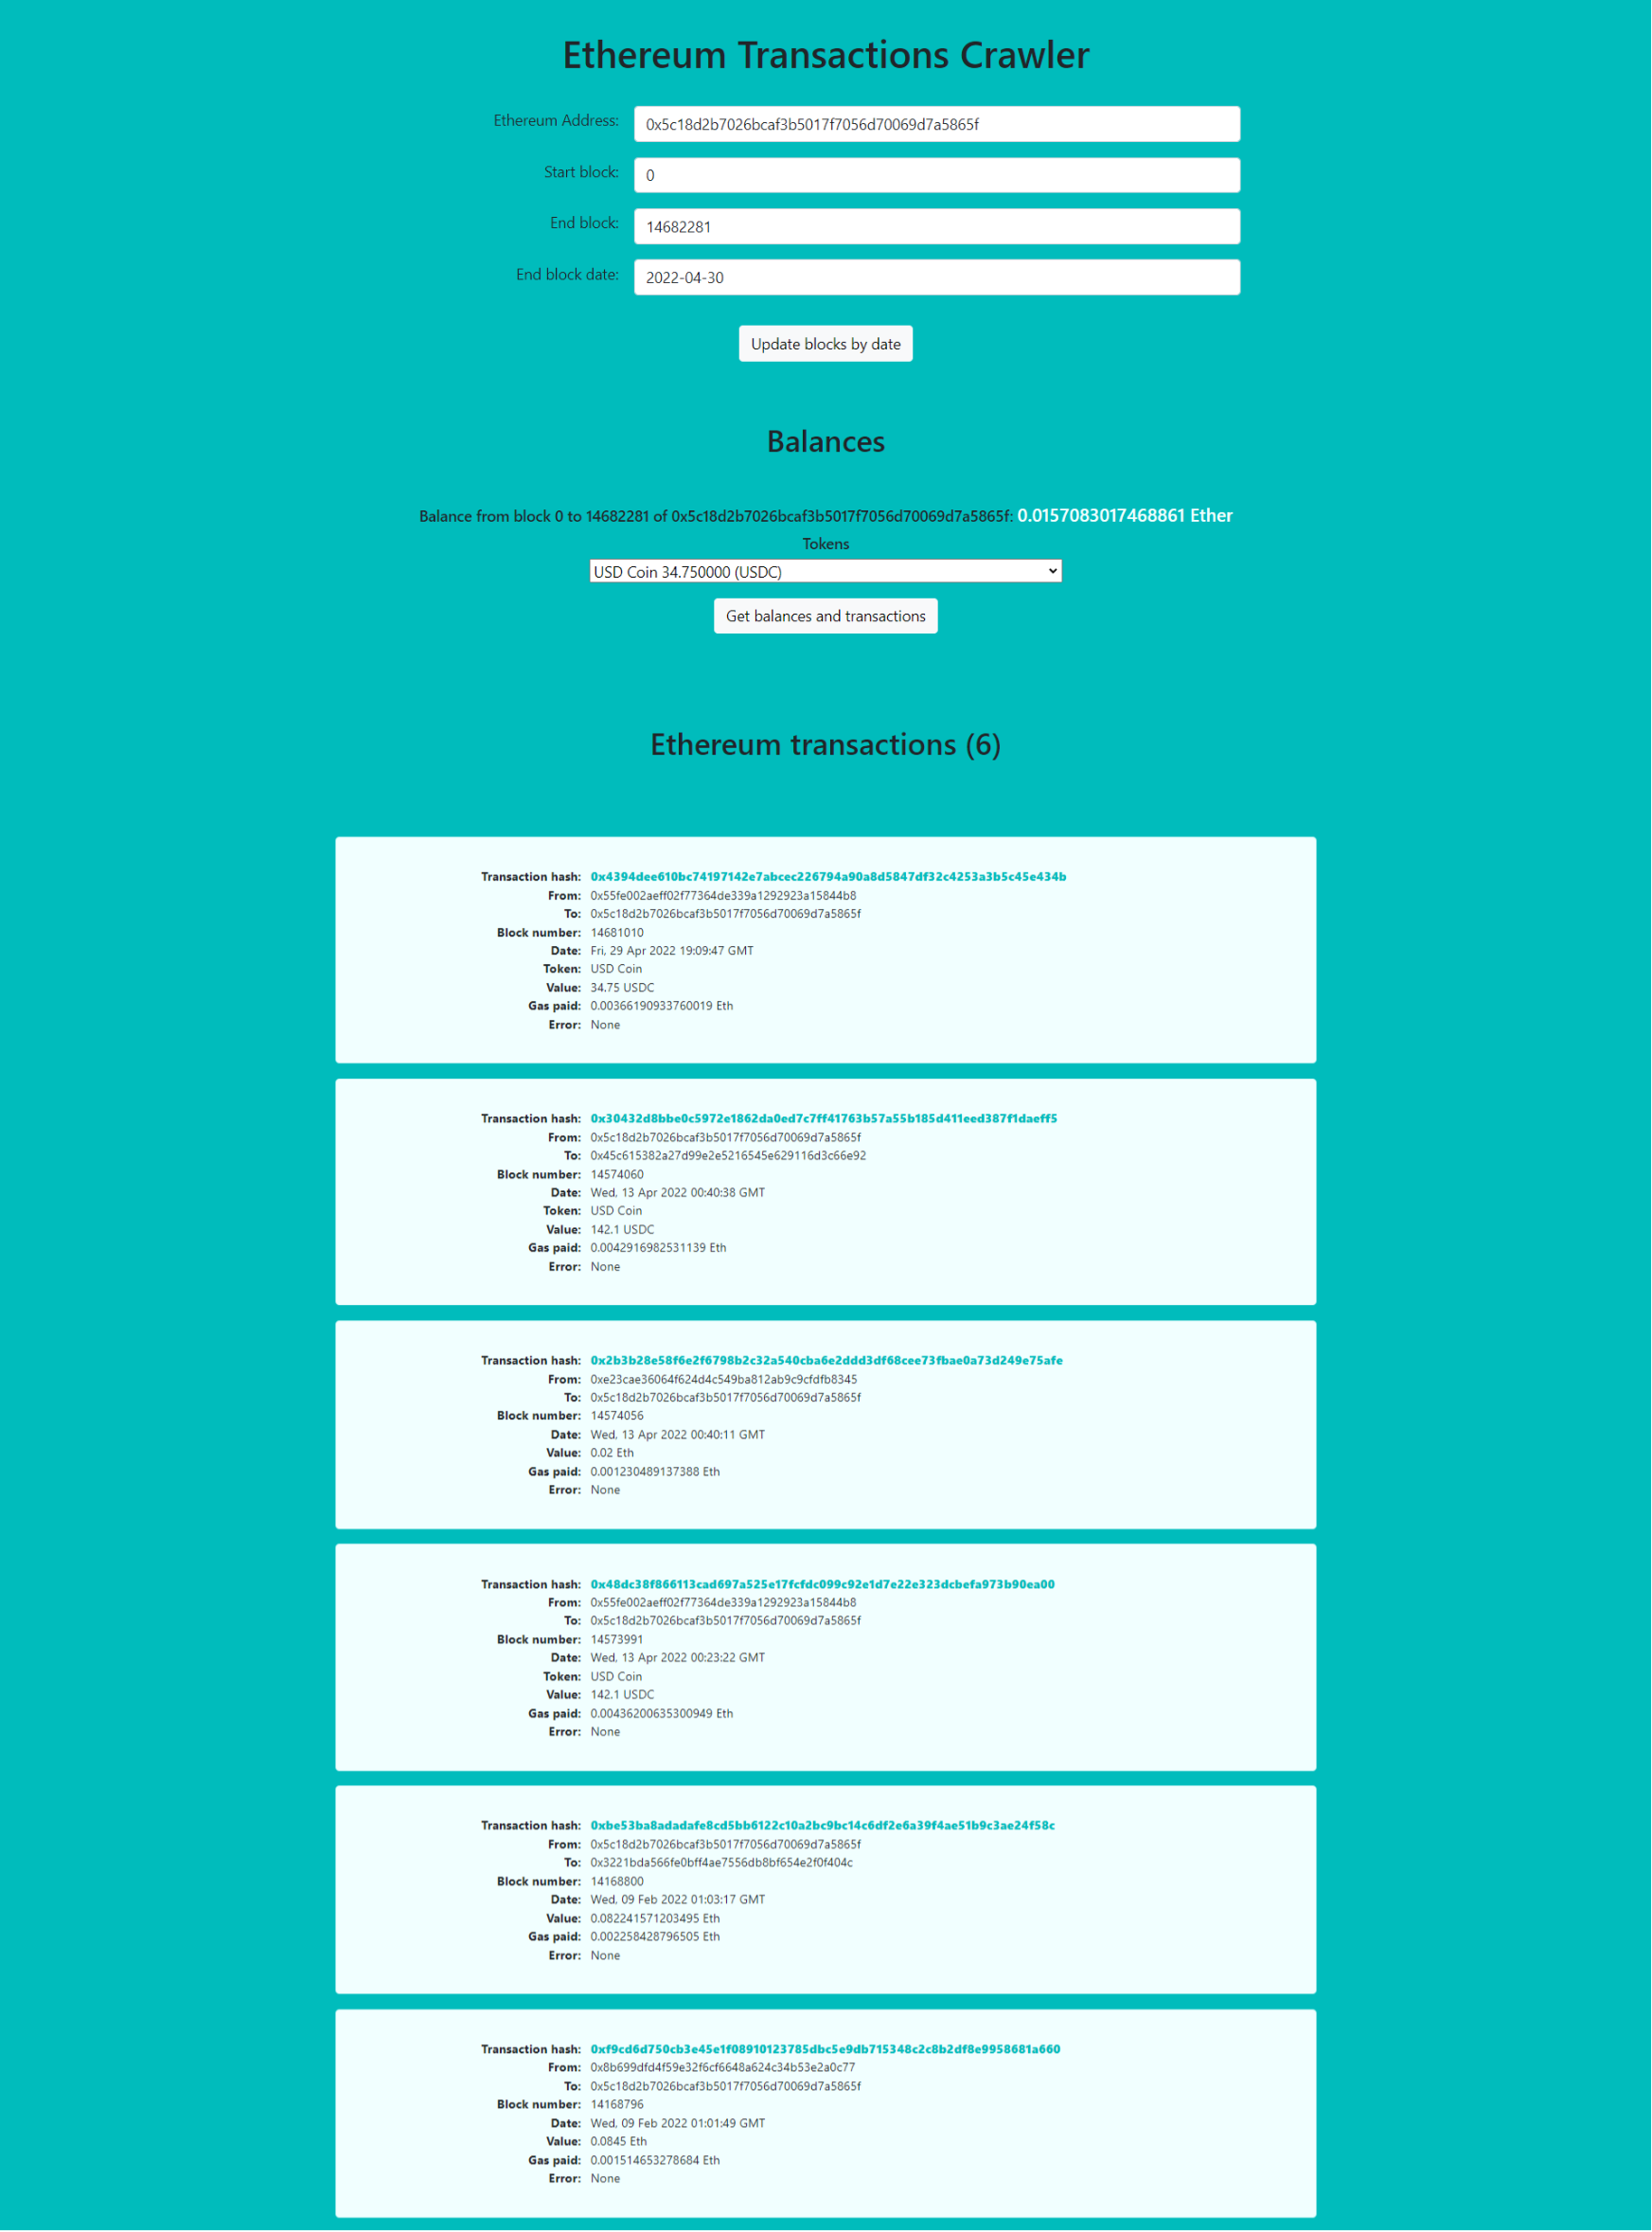 Ethereum Transactions Crawler
Ethereum Address: 0x5c18d2b7026bcaf3b5017f7056d70069d7a5865f
Start block: 0
End block: 14682281
End block date: 2022-04-30
Update blocks by date
Balances
Balance from block 0 to 14682281 of 0x5c18d2b7026bcaf3b5017f7056d70069d7a5865f: 0.0157083017468861 Ether
Tokens
USD Coin 34.750000 (USDC)
Get balances and transactions
Ethereum transactions (6)
Transaction hash: 0x4394dee610bc74197142e7abcec226794a90a8d5847df32c4253a3b5c45e434b
From: 0x55fe002aeff02f77364de339a1292923a15844b8
To: 0x5c18d2b7026bcaf3b5017f7056d70069d7a5865f
Block number: 14681010
Date: Fri, 29 Apr 2022 19:09:47 GMT
Token: USD Coin
Value: 34.75 USDC
Gas paid: 0.00366190933760019 Eth
Error: None
Transaction hash: 0x30432d8bbe0c5972e1862da0ed7c7ff41763b57a55b185d411eed387f1daeff5
From: 0x5c18d2b7026bcaf3b5017f7056d70069d7a5865f
To: 0x45c615382a27d99e2e5216545e629116d3c66e92
Block number: 14574060
Date: Wed, 13 Apr 2022 00:40:38 GMT
Token: USD Coin
Value: 142.1 USDC
Gas paid: 0.0042916982531139 Eth
Error: None
Transaction hash: 0x2b3b28e58f6e2f6798b2c32a540cba6e2ddd3df68cee73fbae0a73d249e75afe
From: 0xe23cae36064f624d4c549ba812ab9c9cfdfb8345
To: 0x5c18d2b7026bcaf3b5017f7056d70069d7a5865f
Block number: 14574056
Date: Wed, 13 Apr 2022 00:40:11 GMT
Value: 0.02 Eth
Gas paid: 0.001230489137388 Eth
Error: None
Transaction hash: 0x48dc38f866113cad697a525e17fcfdc099c92e1d7e22e323dcbefa973b90ea00
From: 0x55fe002aeff02f77364de339a1292923a15844b8
To: 0x5c18d2b7026bcaf3b5017f7056d70069d7a5865f
Block number: 14573991
Date: Wed, 13 Apr 2022 00:23:22 GMT
Token: USD Coin
Value: 142.1 USDC
Gas paid: 0.00436200635300949 Eth
Error: None
Transaction hash: 0xbe53ba8adadafe8cd5bb6122c10a2bc9bc14c6df2e6a39f4ae51b9c3ae24f58c
From: 0x5c18d2b7026bcaf3b5017f7056d70069d7a5865f
To: 0x3221bda566fe0bff4ae7556db8bf654e2f0f404c
Block number: 14168800
Date: Wed, 09 Feb 2022 01:03:17 GMT
Value: 0.082241571203495 Eth
Gas paid: 0.002258428796505 Eth
Error: None
Transaction hash: 0xf9cd6d750cb3e45e1f08910123785dbc5e9db715348c2c8b2df8e9958681a660
From: 0x8b699dfd4f59e32f6cf6648a624c34b53e2a0c77
To: 0x5c18d2b7026bcaf3b5017f7056d70069d7a5865f
Block number: 14168796
Date: Wed, 09 Feb 2022 01:01:49 GMT
Value: 0.0845 Eth
Gas paid: 0.001514653278684 Eth
Error: None